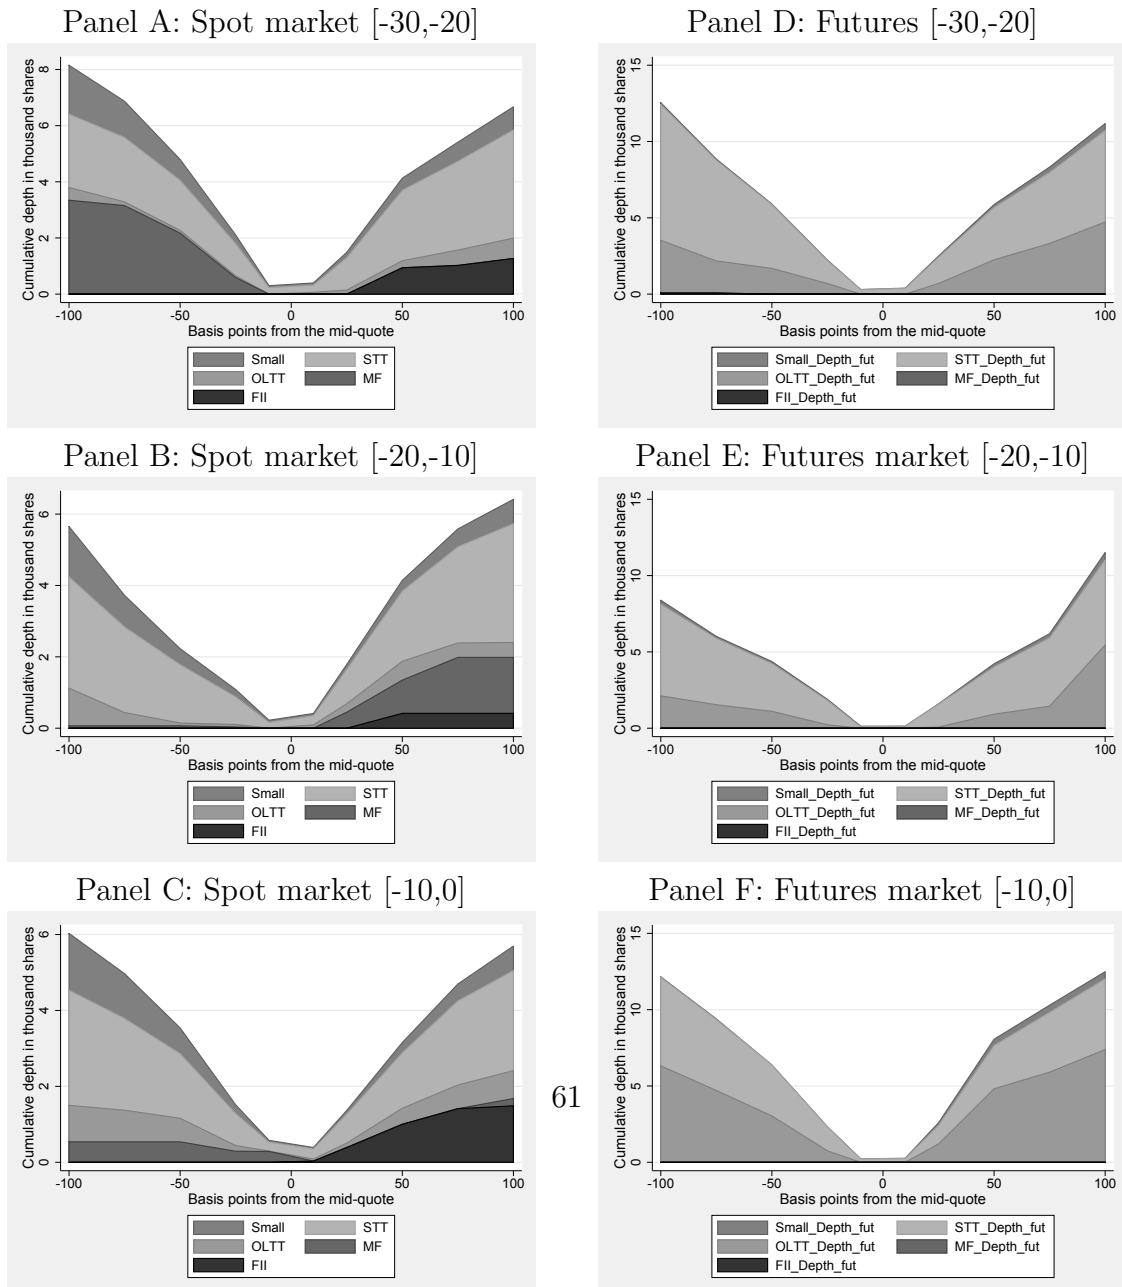 Panel A: Spot market [-30,-20]
Cumulative depth in thousand shares
8
6
4
2
0
-100 -50 0 50 100
Basis points from the mid-quote
Small STT
OLTT MF
FII
Panel D: Futures [-30,-20]
Cumulative depth in thousand shares
15
10
5
0
-100 -50 0 50 100
Basis points from the mid-quote
Small_Depth_fut STT_Depth_fut
OLTT_Depth_fut MF_Depth_fut
FII_Depth_fut
Panel B: Spot market [-20,-10]
Cumulative depth in thousand shares
6
4
2
0
-100 -50 0 50 100
Basis points from the mid-quote
Small STT
OLTT MF
FII
Panel E: Futures market [-20,-10]
Cumulative depth in thousand shares
15
10
5
0
-100 -50 0 50 100
Basis points from the mid-quote
Small_Depth_fut STT_Depth_fut
OLTT_Depth_fut MF_Depth_fut
FII_Depth_fut
Panel C: Spot market [-10,0]
Cumulative depth in thousand shares
6
4
2
0
-100 -50 0 50 100
Basis points from the mid-quote
Small STT
OLTT MF
FII
61
Panel F: Futures market [-10,0]
Cumulative depth in thousand shares
15
10
5
0
-100 -50 0 50 100
Basis points from the mid-quote
Small_Depth_fut STT_Depth_fut
OLTT_Depth_fut MF_Depth_fut
FII_Depth_fut